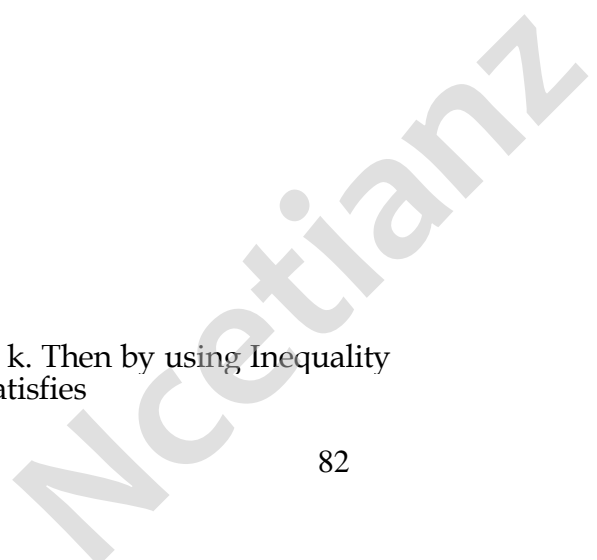 k. Then by using Inequality
atisfies
82
Ncetianz